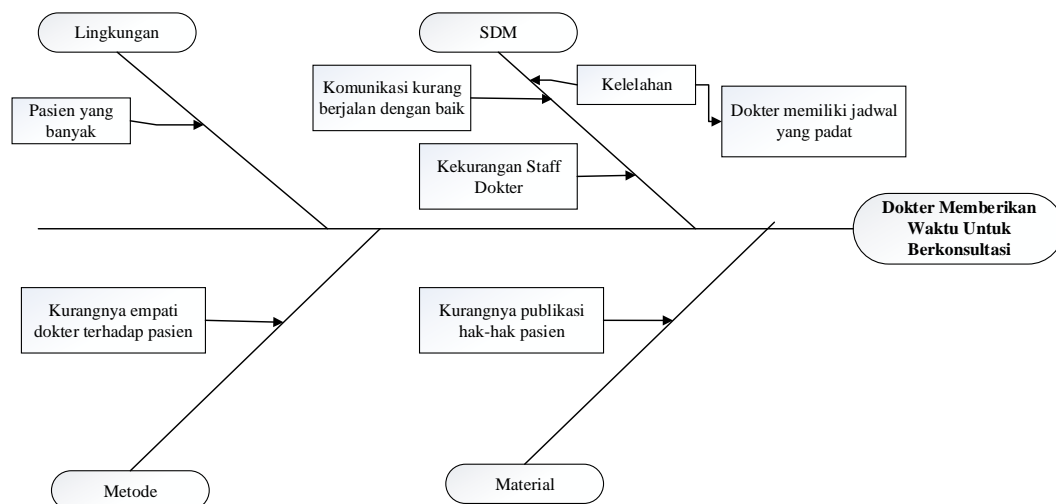 Lingkungan
SDM
Pasien yang
banyak
Komunikasi kurang
berjalan dengan baik
Kelelahan
Dokter memiliki jadwal
yang padat
Kekurangan Staff
Dokter
Dokter Memberikan
Waktu Untuk
Berkonsultasi
Kurangnya empati
dokter terhadap pasien
Kurangnya publikasi
hak-hak pasien
Metode
Material